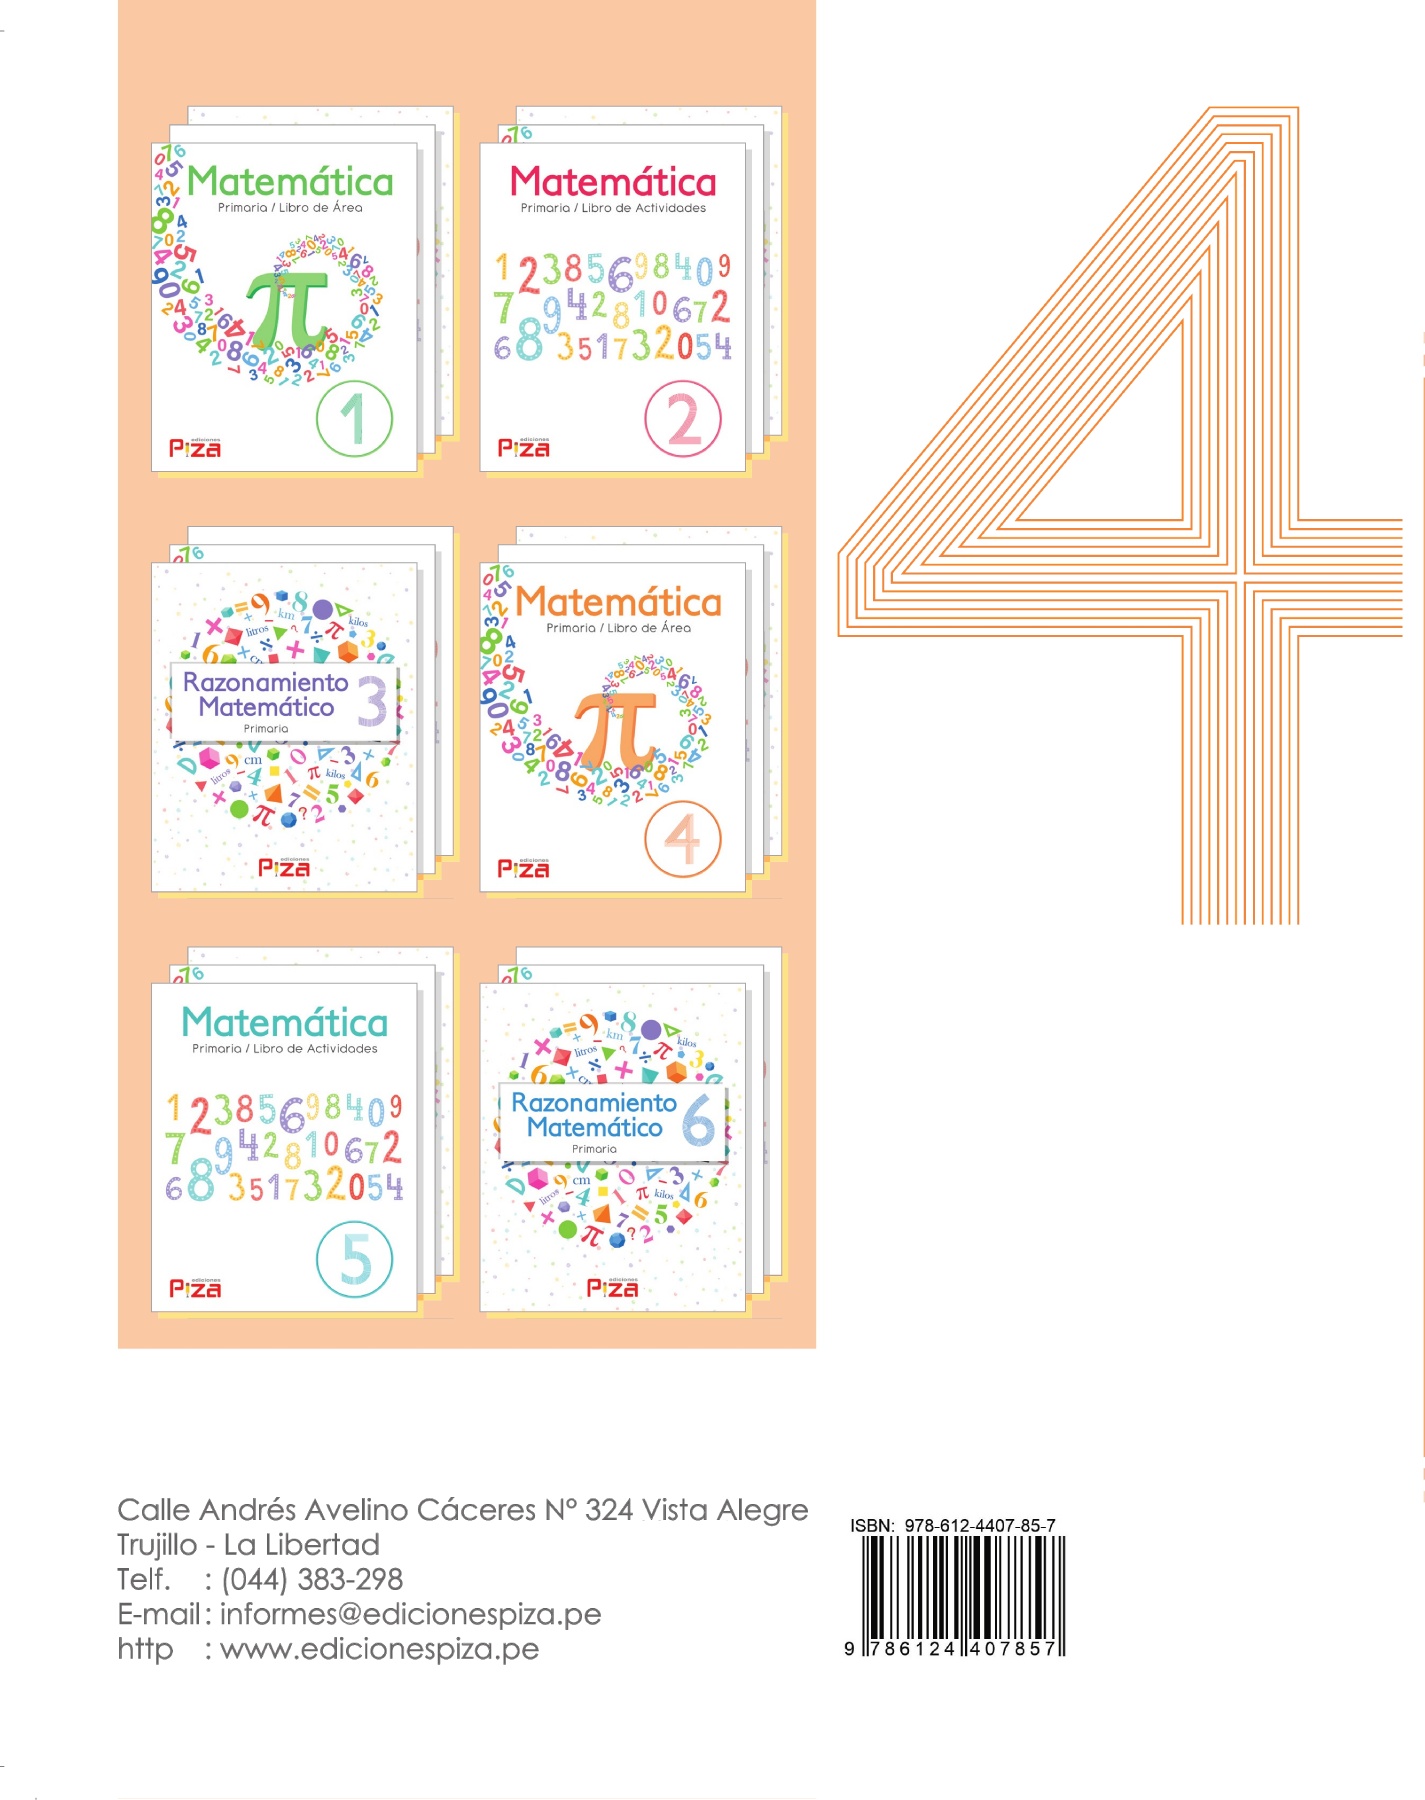 Matemática
Primaria / Libro de Área
1
ediciones
Piza
Matemática
Primaria / Libro de Actividades
1 2 3 8 5 6 9 8 4 0 9
7 9 4 2 8 1 0 6 7 2
6 8 3 5 1 7 3 2 0 5 4
2
ediciones
Piza
Razonamiento
Matemático
3
Primaria
ediciones
Piza
Matemática
Primaria / Libro de Área
4
ediciones
Piza
Matemática
Primaria / Libro de Actividades
1 2 3 8 5 6 9 8 4 0 9
7 9 4 2 8 1 0 6 7 2
6 8 3 5 1 7 3 2 0 5 4
5
ediciones
Piza
Razonamiento
Matemático
6
Primaria
ediciones
Piza
4
Calle Andrés Avelino Cáceres N° 324 Vista Alegre
Trujillo - La Libertad
Telf. : (044) 383-298
E-mail : informes@edicionespiza.pe
http : www.edicionespiza.pe
ISBN: 978-612-4407-85-7
9 786124 407857